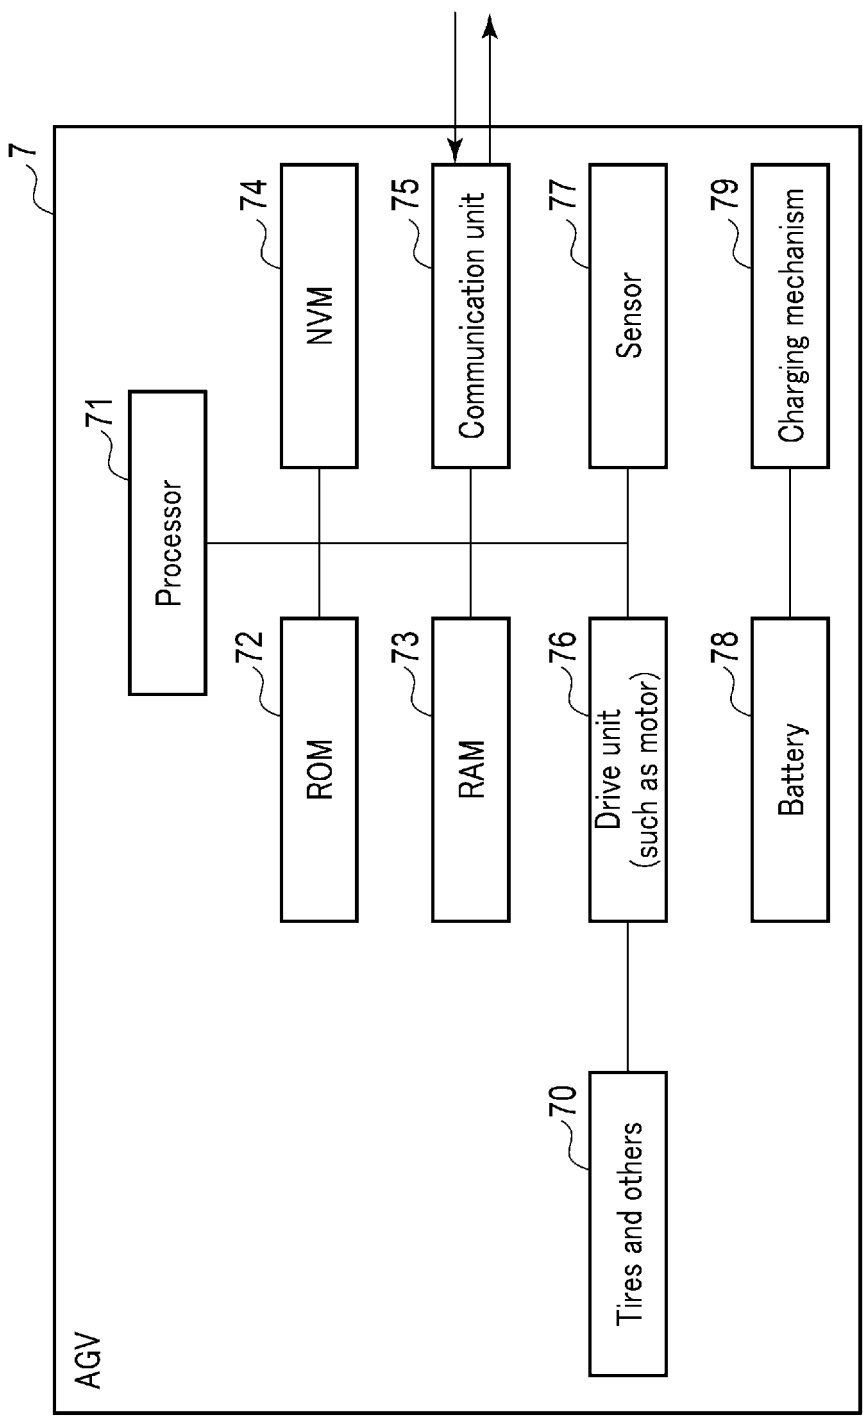 AGV
7
71
Processor
72
ROM
74
NVM
73
RAM
75
Communication unit
70
Tires and others
76
Drive unit
(such as motor)
77
Sensor
78
Battery
79
Charging mechanism